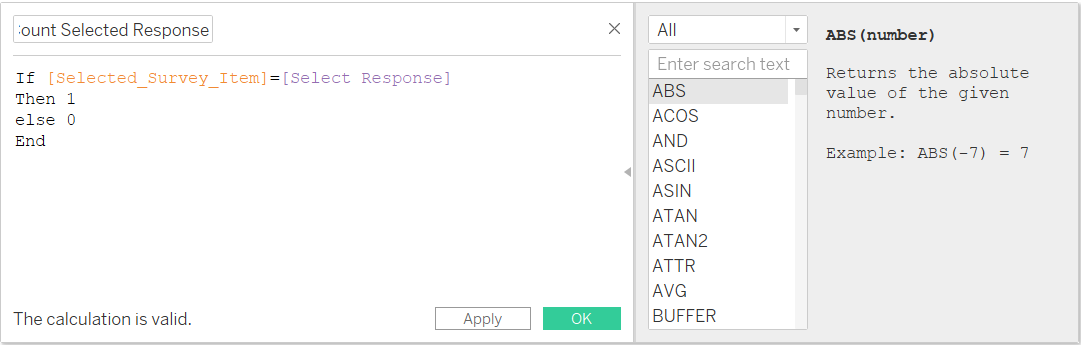 :ount Selected Response
If [Selected_Survey_Item]=[Select Response]
Then 1
else 0
End
The calculation is valid.
Apply
OK
All
Enter search text
ABS
ACOS
AND
ASCII
ASIN
ATAN
ATAN2
ATTR
AVG
BUFFER
ABS(number)
Returns the absolute
value of the given
number.
Example: ABS(-7) = 7